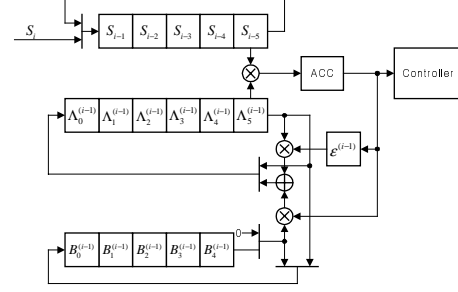 S_i S_{i-1} S_{i-2} S_{i-3} S_{i-4} S_{i-5}
ACC Controller
Λ_0^{(i-1)} Λ_1^{(i-1)} Λ_2^{(i-1)} Λ_3^{(i-1)} Λ_4^{(i-1)} Λ_5^{(i-1)}
ε^{(i-1)}
B_0^{(i-1)} B_1^{(i-1)} B_2^{(i-1)} B_3^{(i-1)} B_4^{(i-1)} 0